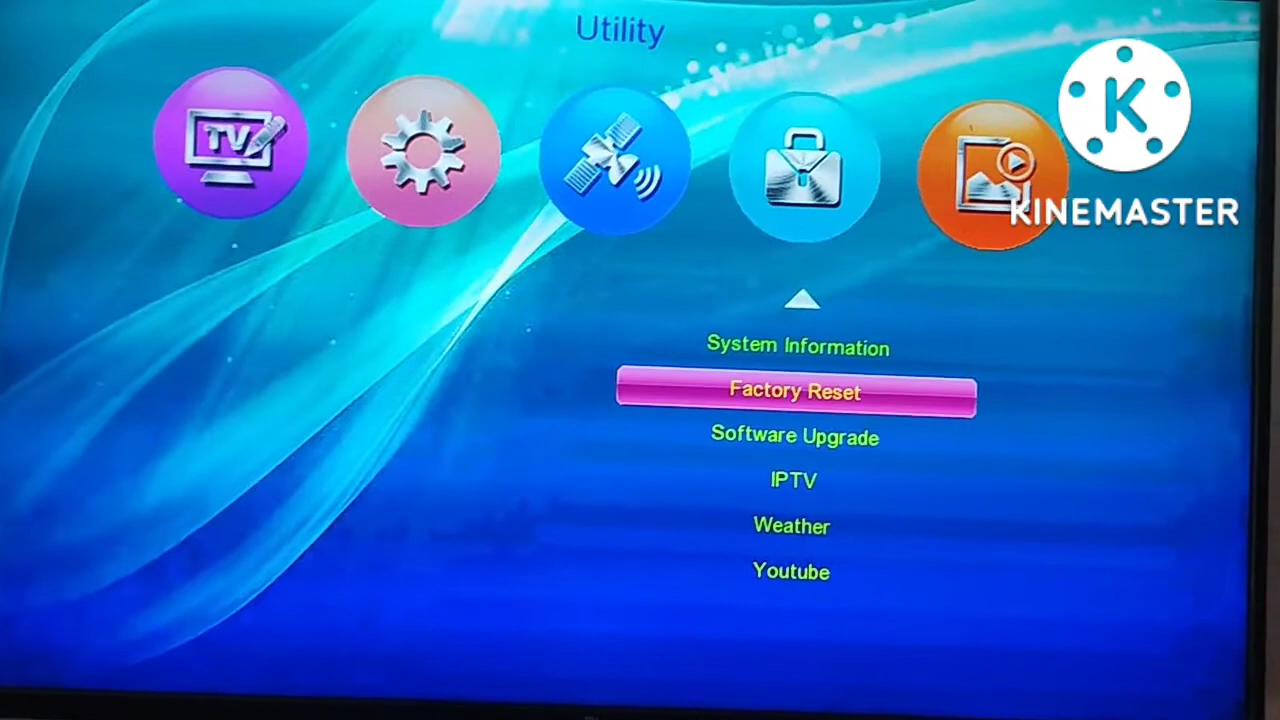 Utility
TV
K
KINEMASTER
System Information
Factory Reset
Software Upgrade
IPTV
Weather
Youtube